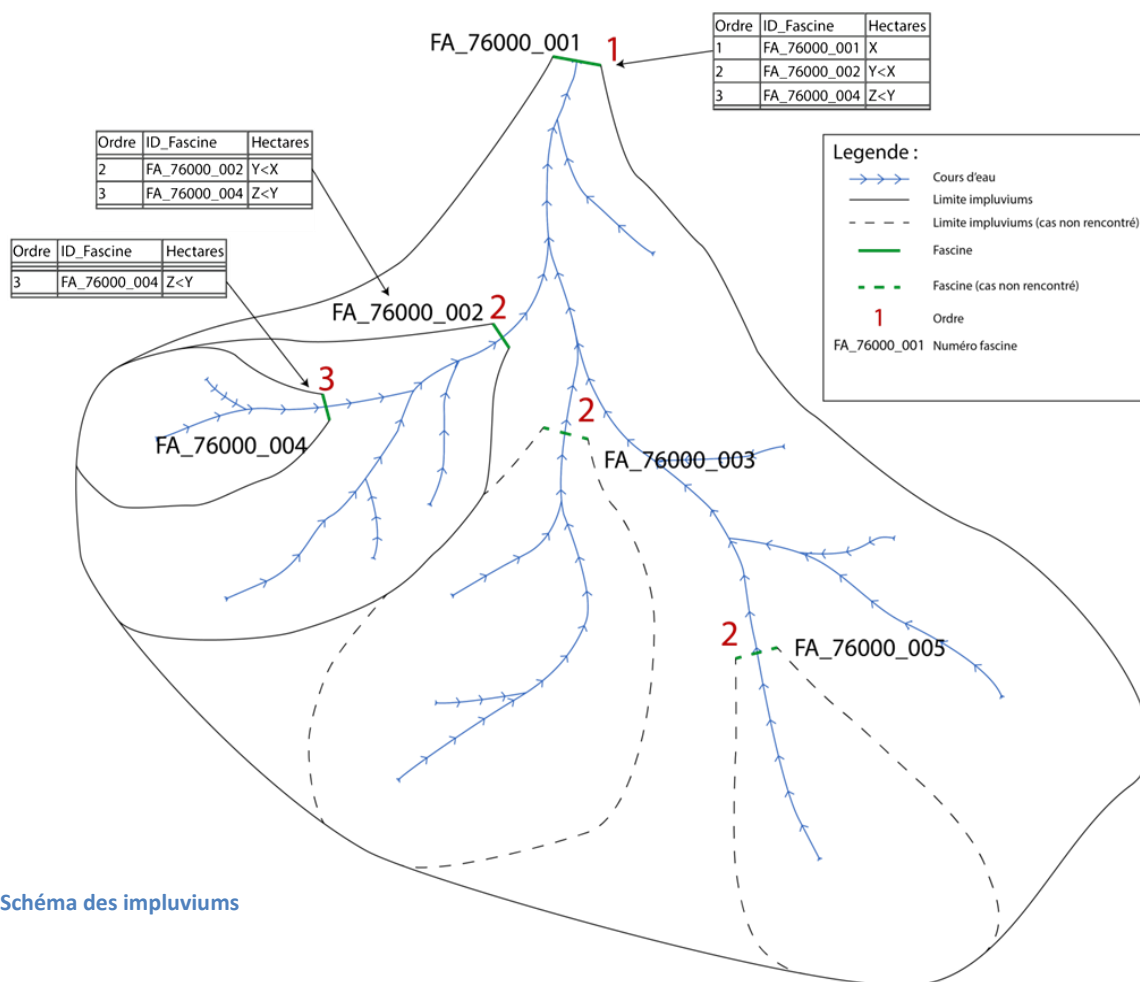 FA_76000_001
1
Ordre ID_Fascine Hectares
1 FA_76000_001 X
2 FA_76000_002 Y<X
3 FA_76000_004 Z<Y
Ordre ID_Fascine Hectares
2 FA_76000_002 Y<X
3 FA_76000_004 Z<Y
Legende :
Cours d'eau
Limite impluviums
Limite impluviums (cas non rencontré)
Fascine
Fascine (cas non rencontré)
1 Ordre
FA_76000_001 Numéro fascine
Ordre ID_Fascine Hectares
3 FA_76000_004 Z<Y
FA_76000_002 2
3
FA_76000_004
2
FA_76000_003
2
FA_76000_005
Schéma des impluviums